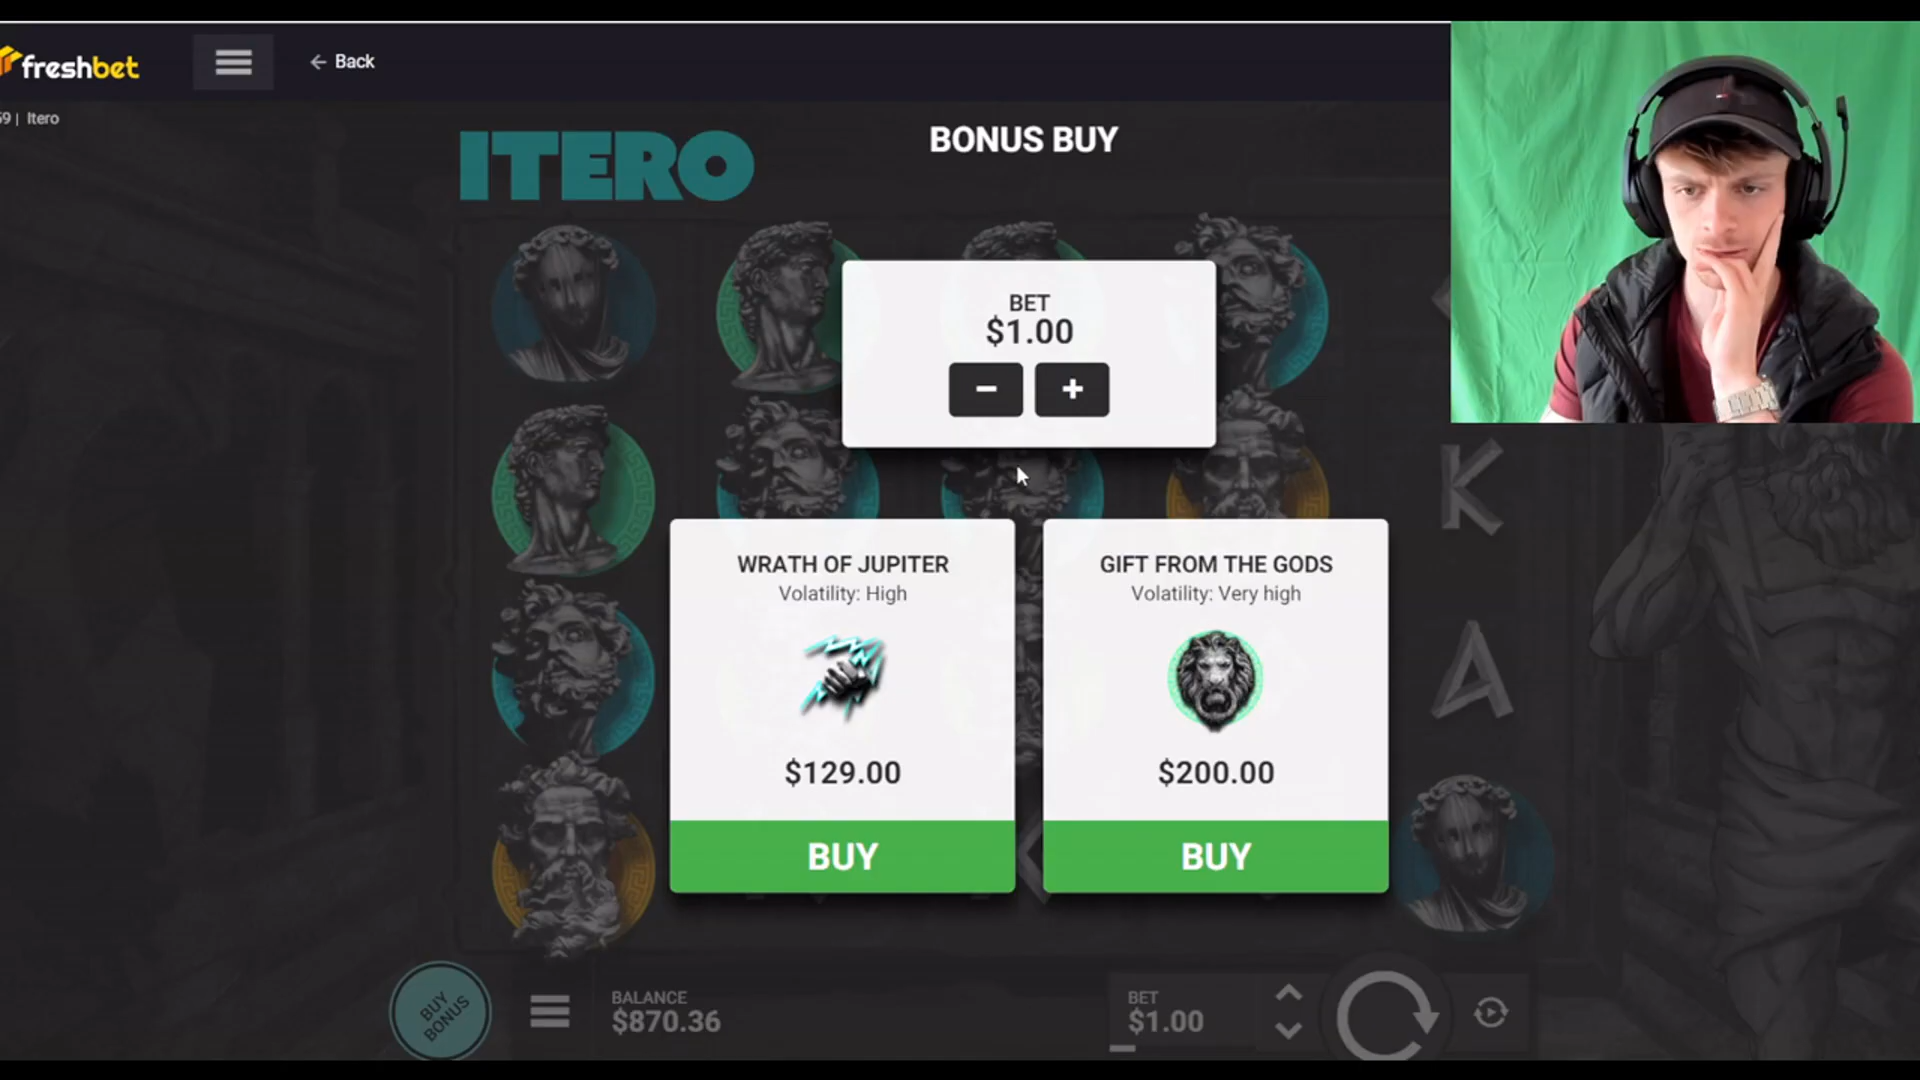 freshbet
← Back
69 | Itero
ITERO
BONUS BUY
BET
$1.00
− +
WRATH OF JUPITER
Volatility: High
$129.00
BUY
GIFT FROM THE GODS
Volatility: Very high
$200.00
BUY
K
A
BUY
BONUS
BALANCE
$870.36
BET
$1.00